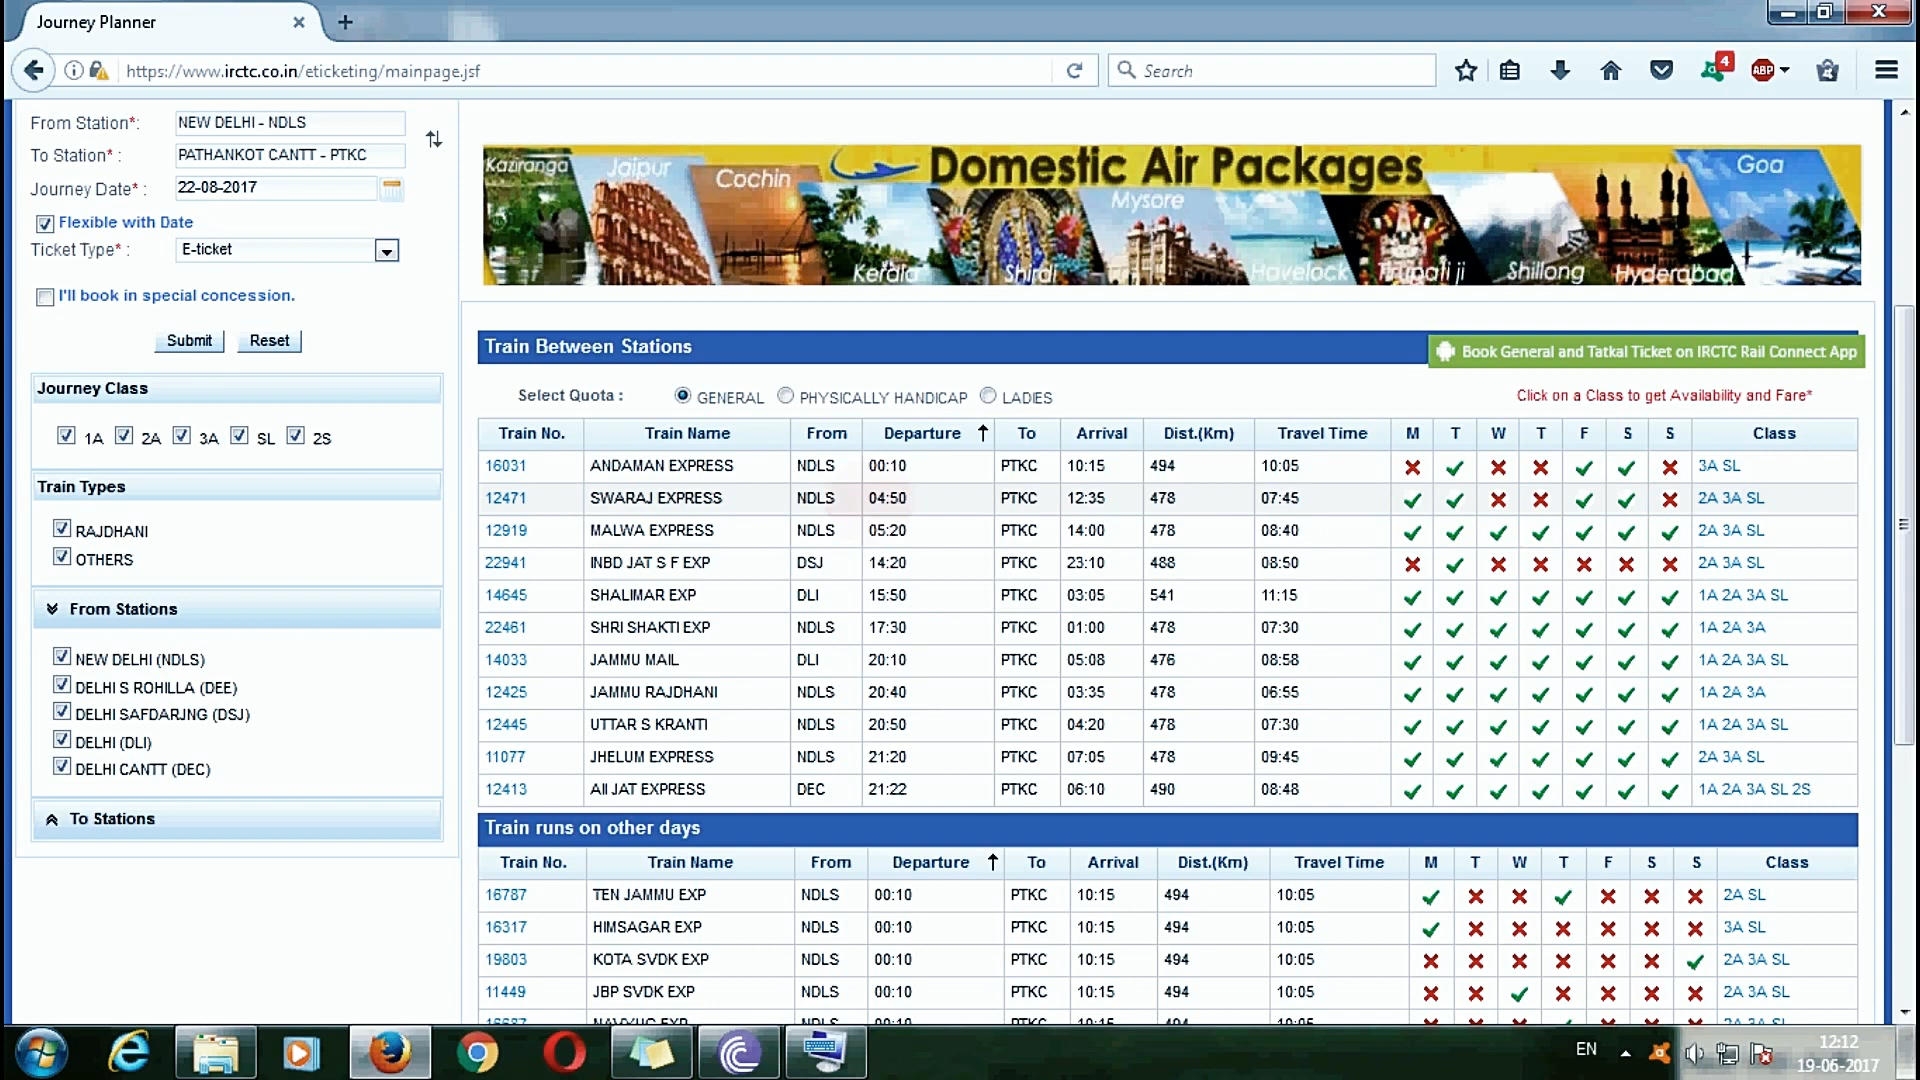 Journey Planner
https://www.irctc.co.in/eticketing/mainpage.jsf
Search
4
ABP
From Station*: NEW DELHI - NDLS
To Station* : PATHANKOT CANTT - PTKC
Journey Date* : 22-08-2017
Flexible with Date
Ticket Type* : E-ticket
I'll book in special concession.
Submit Reset
Journey Class
1A 2A 3A SL 2S
Train Types
RAJDHANI
OTHERS
From Stations
NEW DELHI (NDLS)
DELHI S ROHILLA (DEE)
DELHI SAFDARJNG (DSJ)
DELHI (DLI)
DELHI CANTT (DEC)
To Stations
Kaziranga Jaipur Cochin Domestic Air Packages Goa
Mysore
Kerala Shirdi Havelock Tirupati ji Shillong Hyderabad
Train Between Stations
Book General and Tatkal Ticket on IRCTC Rail Connect App
Select Quota : GENERAL PHYSICALLY HANDICAP LADIES
Click on a Class to get Availability and Fare*
Train No. Train Name From Departure To Arrival Dist.(Km) Travel Time M T W T F S S Class
16031 ANDAMAN EXPRESS NDLS 00:10 PTKC 10:15 494 10:05 3A SL
12471 SWARAJ EXPRESS NDLS 04:50 PTKC 12:35 478 07:45 2A 3A SL
12919 MALWA EXPRESS NDLS 05:20 PTKC 14:00 478 08:40 2A 3A SL
22941 INBD JAT S F EXP DSJ 14:20 PTKC 23:10 488 08:50 2A 3A SL
14645 SHALIMAR EXP DLI 15:50 PTKC 03:05 541 11:15 1A 2A 3A SL
22461 SHRI SHAKTI EXP NDLS 17:30 PTKC 01:00 478 07:30 1A 2A 3A
14033 JAMMU MAIL DLI 20:10 PTKC 05:08 476 08:58 1A 2A 3A SL
12425 JAMMU RAJDHANI NDLS 20:40 PTKC 03:35 478 06:55 1A 2A 3A
12445 UTTAR S KRANTI NDLS 20:50 PTKC 04:20 478 07:30 1A 2A 3A SL
11077 JHELUM EXPRESS NDLS 21:20 PTKC 07:05 478 09:45 2A 3A SL
12413 AII JAT EXPRESS DEC 21:22 PTKC 06:10 490 08:48 1A 2A 3A SL 2S
Train runs on other days
Train No. Train Name From Departure To Arrival Dist.(Km) Travel Time M T W T F S S Class
16787 TEN JAMMU EXP NDLS 00:10 PTKC 10:15 494 10:05 2A SL
16317 HIMSAGAR EXP NDLS 00:10 PTKC 10:15 494 10:05 3A SL
19803 KOTA SVDK EXP NDLS 00:10 PTKC 10:15 494 10:05 2A 3A SL
11449 JBP SVDK EXP NDLS 00:10 PTKC 10:15 494 10:05 2A 3A SL
EN
12:12
19-06-2017